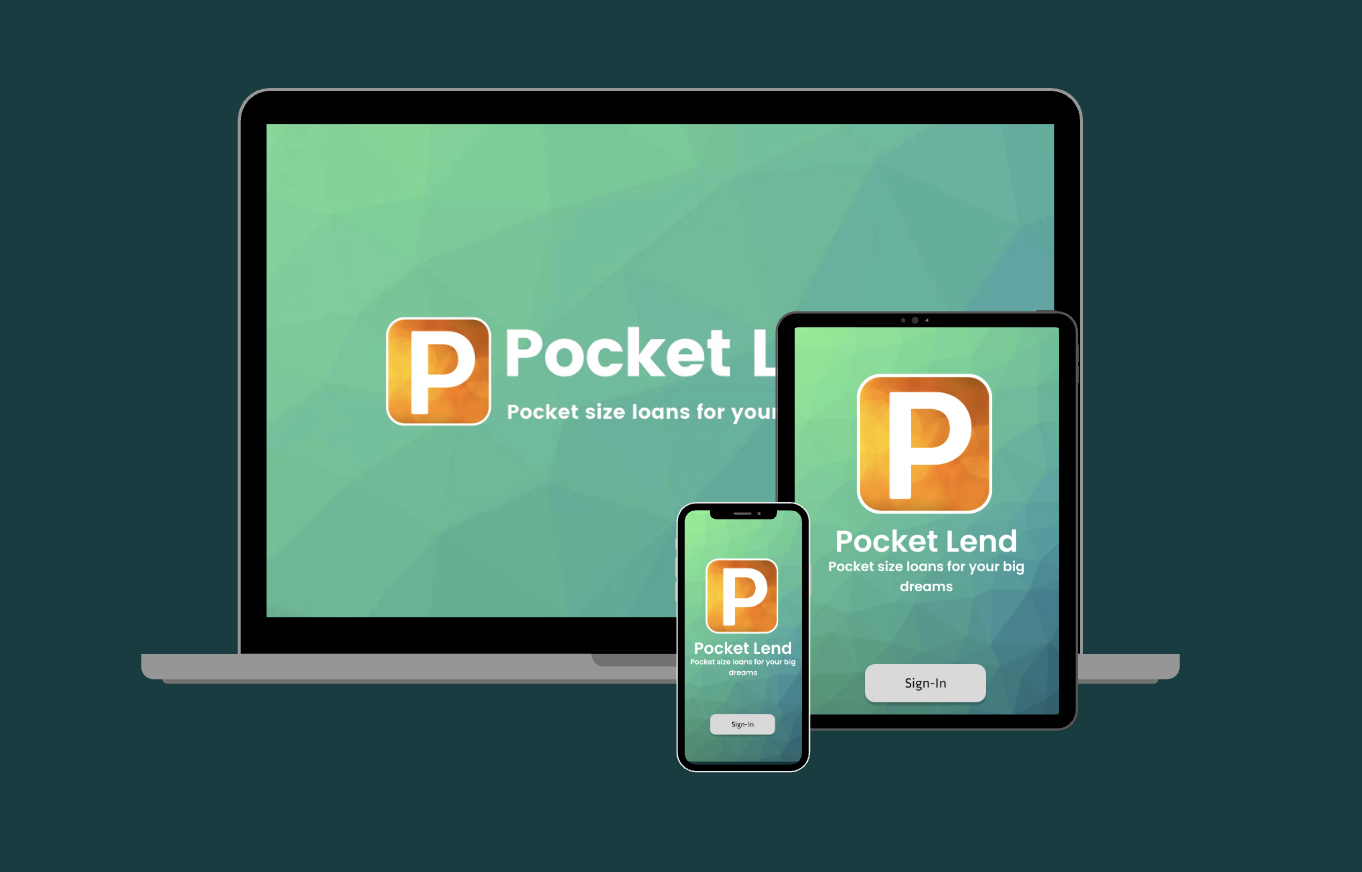 P
Pocket L
Pocket size loans for your
P
Pocket Lend
Pocket size loans for your big
dreams
Sign-In
P
Pocket Lend
Pocket size loans for your big
dreams
Sign-In